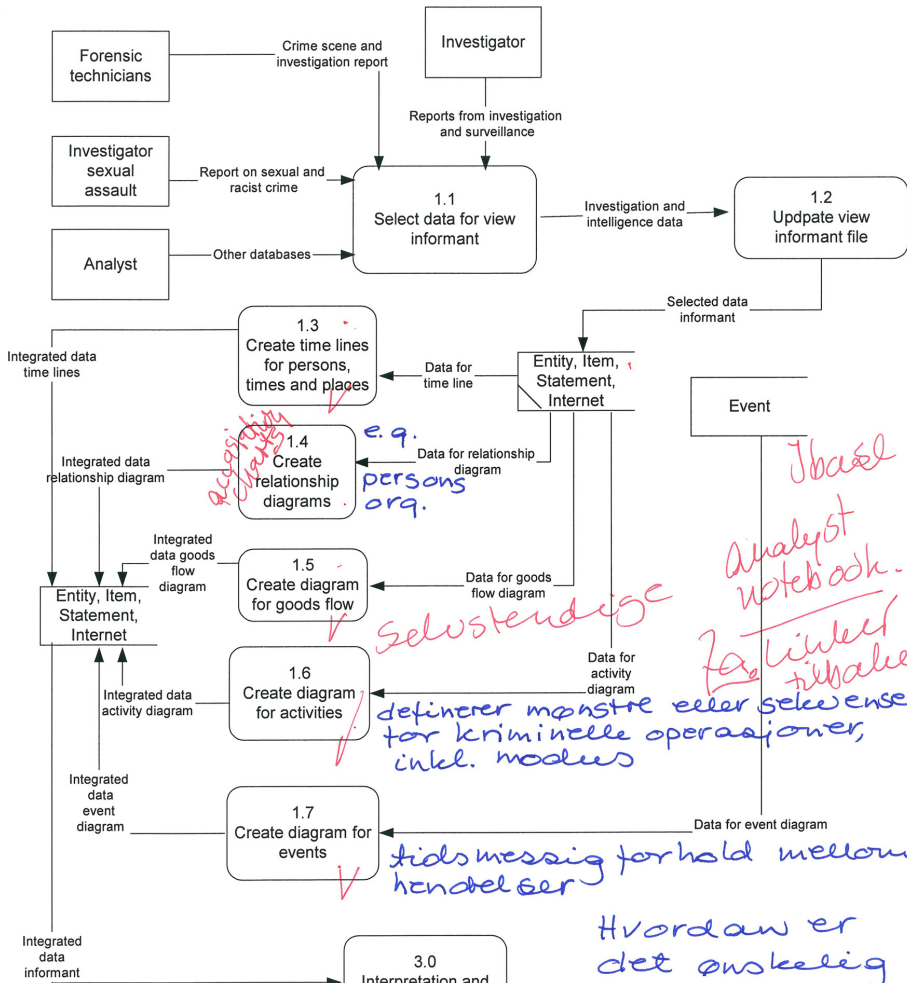 Forensic
technicians
Crime scene and
investigation report
Investigator
Reports from investigation
and surveillance
Investigator
sexual
assault
Report on sexual and
racist crime
1.1
Select data for view
informant
Investigation and
intelligence data
1.2
Updpate view
informant file
Analyst
Other databases
Selected data
informant
Integrated data
time lines
1.3
Create time lines
for persons,
times and places
Data for
time line
Entity, Item,
Statement,
Internet
Event
Integrated data
relationship diagram
charts
1.4
Create
relationship
diagrams
e.g.
persons
org.
Data for relationship
diagram
Ibase
Analyst
notebook.
Integrated
data goods
flow
diagram
1.5
Create diagram
for goods flow
Data for goods
flow diagram
Selvstendige
Entity, Item,
Statement,
Internet
tilbake
Integrated data
activity diagram
1.6
Create diagram
for activities
Data for
activity
diagram
definerer mønstre eller sekvense
for kriminelle operasjoner,
inkl. modus
Integrated
data
event
diagram
1.7
Create diagram for
events
Data for event diagram
tidsmessig forhold mellom
hendelser
Integrated
data
informant
3.0
Interpretation and
Hvordan er
det ønskelig